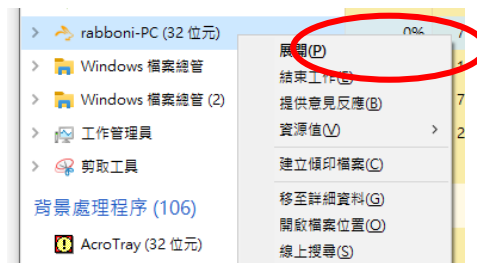 rabboni-PC (32 位元)
0%
7
Windows 檔案總管
Windows 檔案總管 (2)
7
工作管理員
2
剪取工具
背景處理程序 (106)
AcroTray (32 位元)
展開(P)
結束工作(E)
提供意見反應(B)
資源值(V)
建立傾印檔案(C)
移至詳細資料(G)
開啟檔案位置(O)
線上搜尋(S)